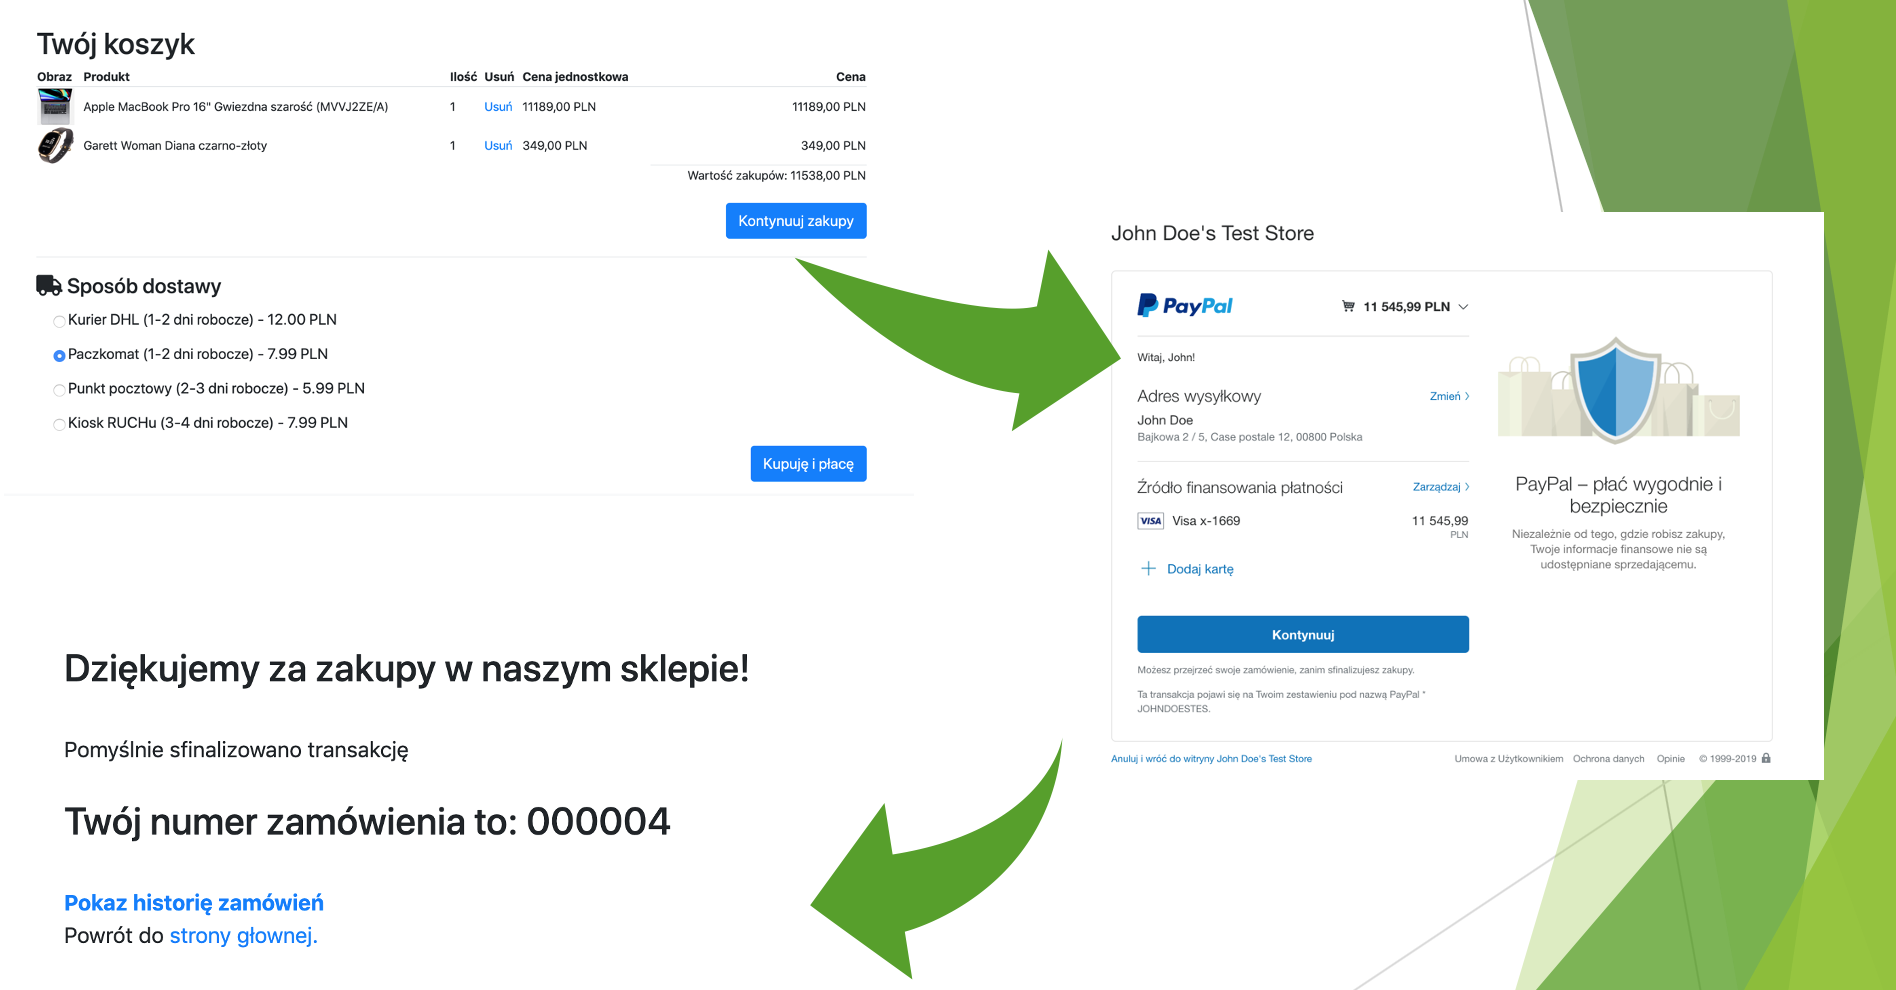 Twój koszyk
Obraz Produkt Ilość Usuń Cena jednostkowa Cena
Apple MacBook Pro 16" Gwiezdna szarość (MVVJ2ZE/A) 1 Usuń 11189,00 PLN 11189,00 PLN
Garett Woman Diana czarno-złoty 1 Usuń 349,00 PLN 349,00 PLN
Wartość zakupów: 11538,00 PLN
Kontynuuj zakupy
Sposób dostawy
Kurier DHL (1-2 dni robocze) - 12.00 PLN
Paczkomat (1-2 dni robocze) - 7.99 PLN
Punkt pocztowy (2-3 dni robocze) - 5.99 PLN
Kiosk RUCHu (3-4 dni robocze) - 7.99 PLN
Kupuję i płacę
John Doe's Test Store
PayPal 11 545,99 PLN
Witaj, John!
Adres wysyłkowy Zmień
John Doe
Bajkowa 2 / 5, Case postale 12, 00800 Polska
Źródło finansowania płatności Zarządzaj
VISA Visa x-1669 11 545,99
PLN
Dodaj kartę
Kontynuuj
Możesz przejrzeć swoje zamówienie, zanim sfinalizujesz zakupy.
Ta transakcja pojawi się na Twoim zestawieniu pod nazwą PayPal *
JOHNDOESTES.
PayPal – płać wygodnie i
bezpiecznie
Niezależnie od tego, gdzie robisz zakupy,
Twoje informacje finansowe nie są
udostępniane sprzedającemu.
Anuluj i wróć do witryny John Doe's Test Store
Umowa z Użytkownikiem Ochrona danych Opinie © 1999-2019
Dziękujemy za zakupy w naszym sklepie!
Pomyślnie sfinalizowano transakcję
Twój numer zamówienia to: 000004
Pokaz historię zamówień
Powrót do strony głownej.